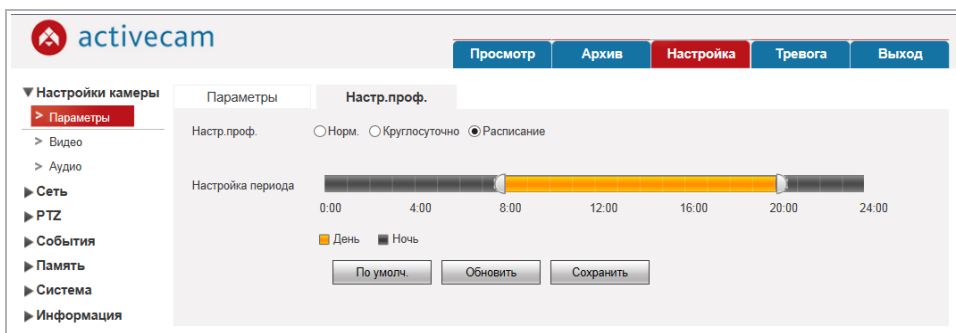 activecam
Просмотр Архив Настройка Тревога Выход
Настройки камеры
> Параметры
> Видео
> Аудио
Сеть
PTZ
События
Память
Система
Информация
Параметры Настр.проф.
Настр.проф. Норм. Круглосуточно Расписание
Настройка периода
0:00 4:00 8:00 12:00 16:00 20:00 24:00
День Ночь
По умолч. Обновить Сохранить